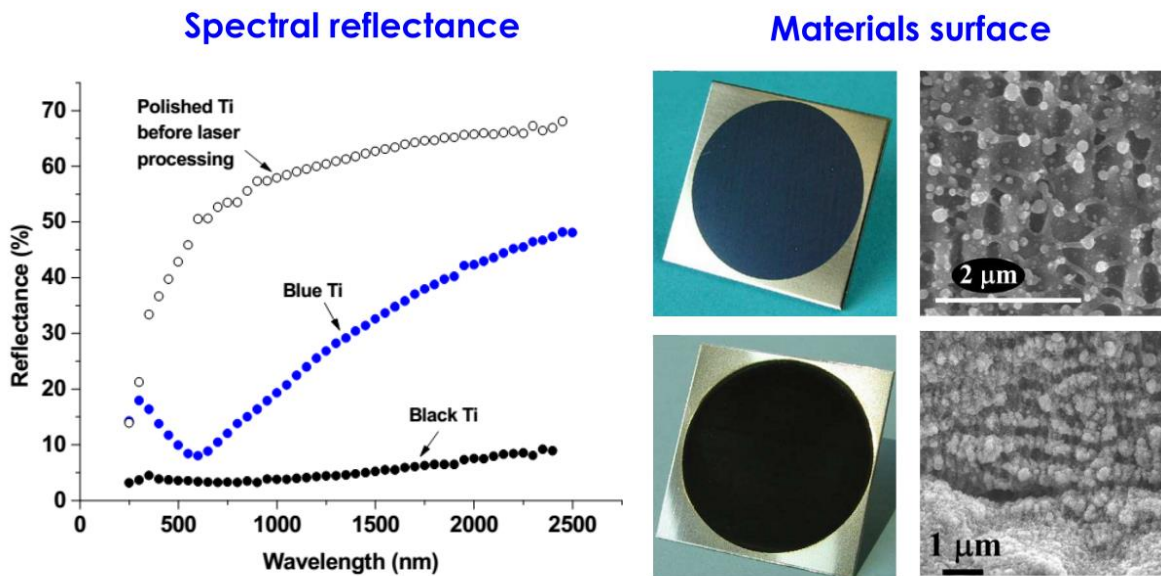 Spectral reflectance
Materials surface
Reflectance (%)
70
60
50
40
30
20
10
0
Polished Ti
before laser
processing
Blue Ti
Black Ti
0
500
1000
1500
2000
2500
Wavelength (nm)
2 µm
1 µm